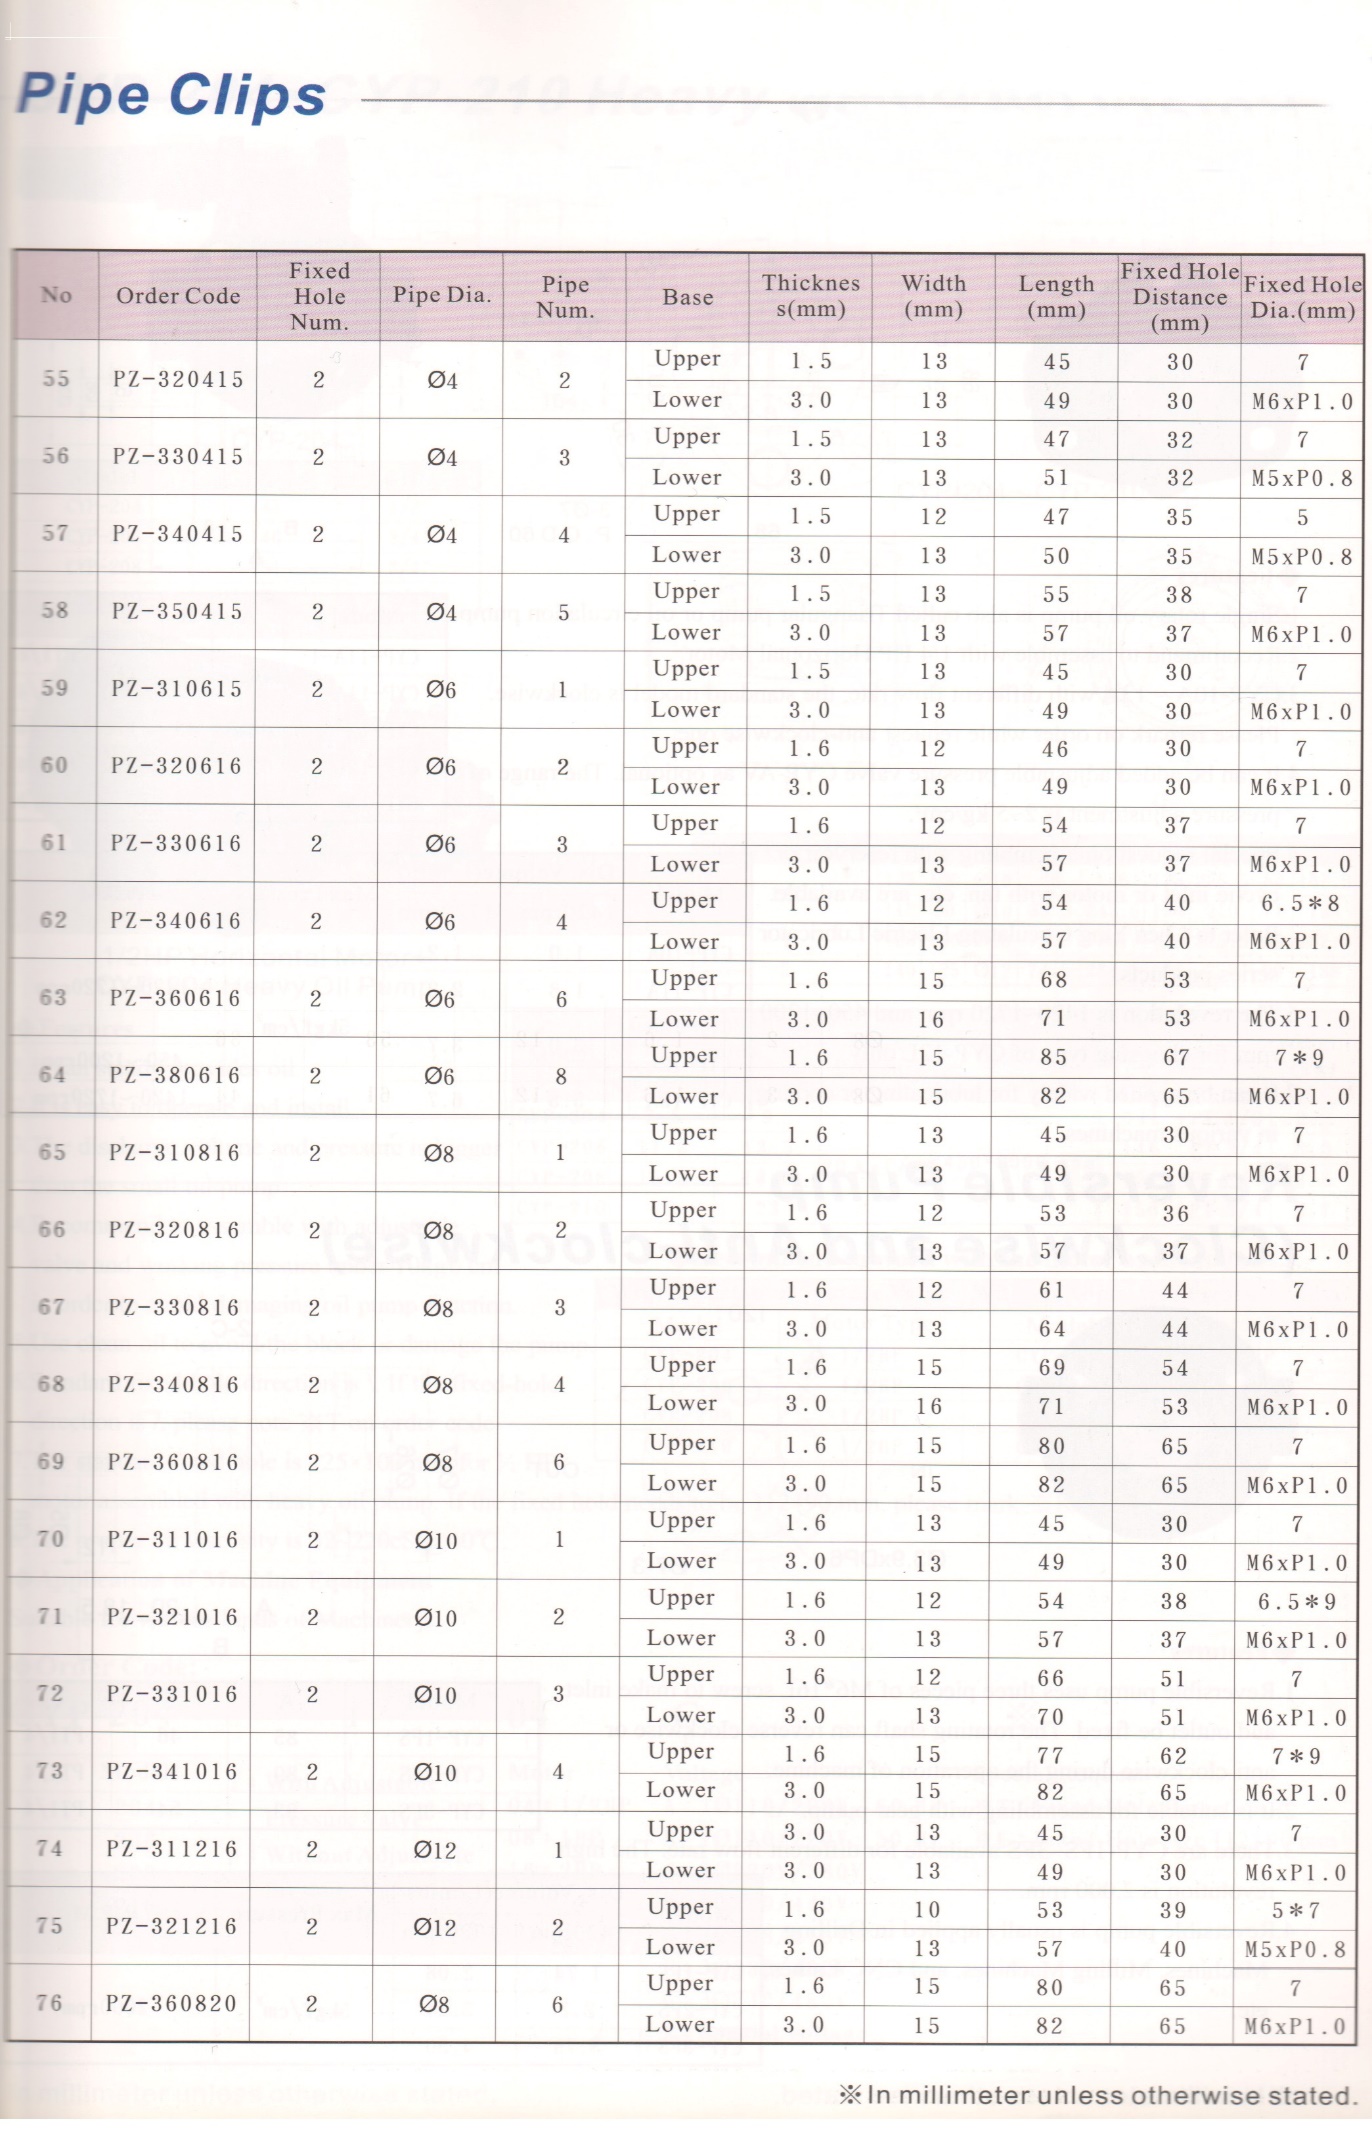 Pipe Clips
No Order Code Fixed Hole Num. Pipe Dia. Pipe Num. Base Thicknes s(mm) Width (mm) Length (mm) Fixed Hole Distance (mm) Fixed Hole Dia.(mm)
55 PZ-320415 2 Ø4 2 Upper 1.5 13 45 30 7
Lower 3.0 13 49 30 M6xP1.0
56 PZ-330415 2 Ø4 3 Upper 1.5 13 47 32 7
Lower 3.0 13 51 32 M5xP0.8
57 PZ-340415 2 Ø4 4 Upper 1.5 12 47 35 5
Lower 3.0 13 50 35 M5xP0.8
58 PZ-350415 2 Ø4 5 Upper 1.5 13 55 38 7
Lower 3.0 13 57 37 M6xP1.0
59 PZ-310615 2 Ø6 1 Upper 1.5 13 45 30 7
Lower 3.0 13 49 30 M6xP1.0
60 PZ-320616 2 Ø6 2 Upper 1.6 12 46 30 7
Lower 3.0 13 49 30 M6xP1.0
61 PZ-330616 2 Ø6 3 Upper 1.6 12 54 37 7
Lower 3.0 13 57 37 M6xP1.0
62 PZ-340616 2 Ø6 4 Upper 1.6 12 54 40 6.5*8
Lower 3.0 13 57 40 M6xP1.0
63 PZ-360616 2 Ø6 6 Upper 1.6 15 68 53 7
Lower 3.0 16 71 53 M6xP1.0
64 PZ-380616 2 Ø6 8 Upper 1.6 15 85 67 7*9
Lower 3.0 15 82 65 M6xP1.0
65 PZ-310816 2 Ø8 1 Upper 1.6 13 45 30 7
Lower 3.0 13 49 30 M6xP1.0
66 PZ-320816 2 Ø8 2 Upper 1.6 12 53 36 7
Lower 3.0 13 57 37 M6xP1.0
67 PZ-330816 2 Ø8 3 Upper 1.6 12 61 44 7
Lower 3.0 13 64 44 M6xP1.0
68 PZ-340816 2 Ø8 4 Upper 1.6 15 69 54 7
Lower 3.0 16 71 53 M6xP1.0
69 PZ-360816 2 Ø8 6 Upper 1.6 15 80 65 7
Lower 3.0 15 82 65 M6xP1.0
70 PZ-311016 2 Ø10 1 Upper 1.6 13 45 30 7
Lower 3.0 13 49 30 M6xP1.0
71 PZ-321016 2 Ø10 2 Upper 1.6 12 54 38 6.5*9
Lower 3.0 13 57 37 M6xP1.0
72 PZ-331016 2 Ø10 3 Upper 1.6 12 66 51 7
Lower 3.0 13 70 51 M6xP1.0
73 PZ-341016 2 Ø10 4 Upper 1.6 15 77 62 7*9
Lower 3.0 15 82 65 M6xP1.0
74 PZ-311216 2 Ø12 1 Upper 3.0 13 45 30 7
Lower 3.0 13 49 30 M6xP1.0
75 PZ-321216 2 Ø12 2 Upper 1.6 10 53 39 5*7
Lower 3.0 13 57 40 M5xP0.8
76 PZ-360820 2 Ø8 6 Upper 1.6 15 80 65 7
Lower 3.0 15 82 65 M6xP1.0
※In millimeter unless otherwise stated.